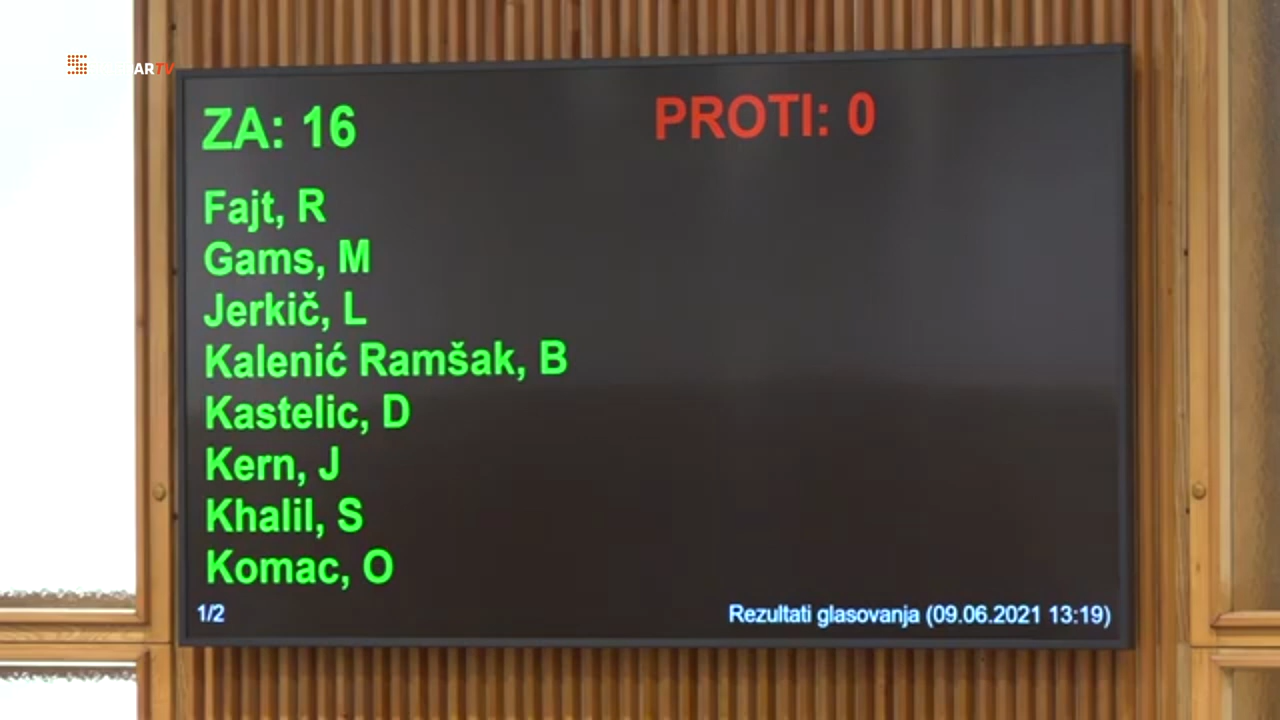 ZA: 16
PROTI: 0
Fajt, R
Gams, M
Jerkič, L
Kalenić Ramšak, B
Kastelic, D
Kern, J
Khalil, S
Komac, O
1/2
Rezultati glasovanja (09.06.2021 13:19)